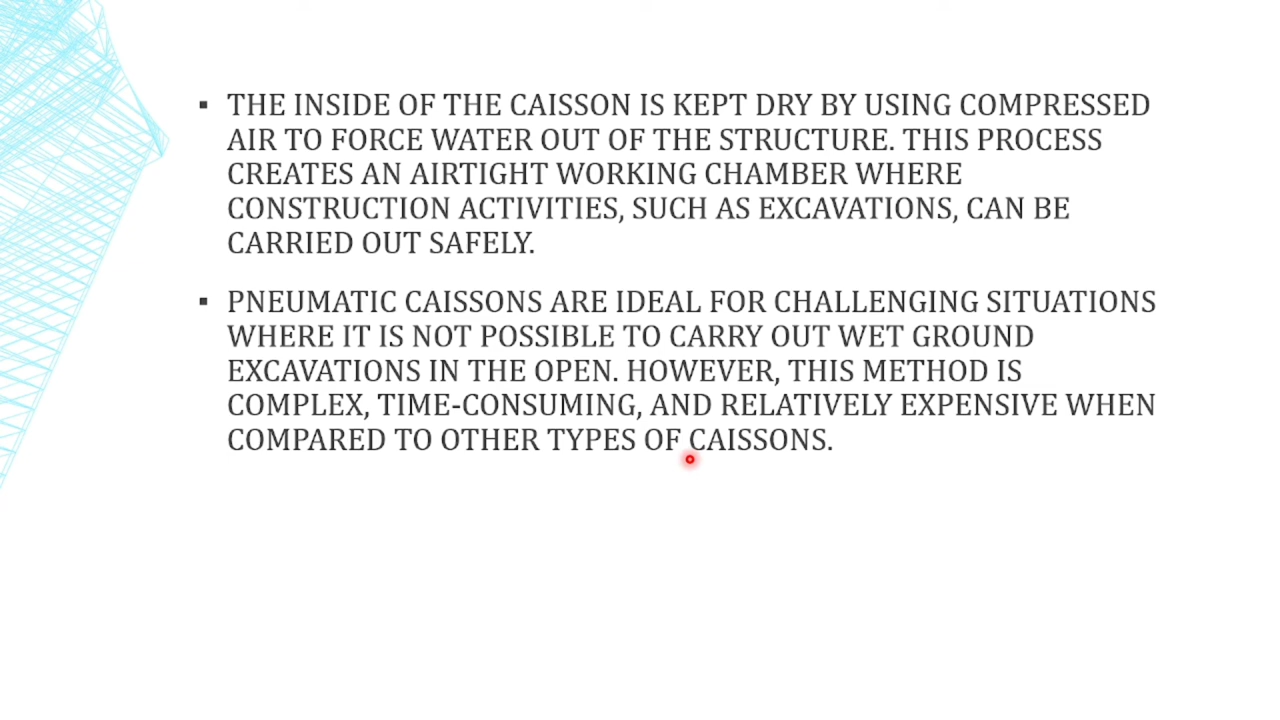 ▪ THE INSIDE OF THE CAISSON IS KEPT DRY BY USING COMPRESSED
AIR TO FORCE WATER OUT OF THE STRUCTURE. THIS PROCESS
CREATES AN AIRTIGHT WORKING CHAMBER WHERE
CONSTRUCTION ACTIVITIES, SUCH AS EXCAVATIONS, CAN BE
CARRIED OUT SAFELY.
▪ PNEUMATIC CAISSONS ARE IDEAL FOR CHALLENGING SITUATIONS
WHERE IT IS NOT POSSIBLE TO CARRY OUT WET GROUND
EXCAVATIONS IN THE OPEN. HOWEVER, THIS METHOD IS
COMPLEX, TIME-CONSUMING, AND RELATIVELY EXPENSIVE WHEN
COMPARED TO OTHER TYPES OF CAISSONS.